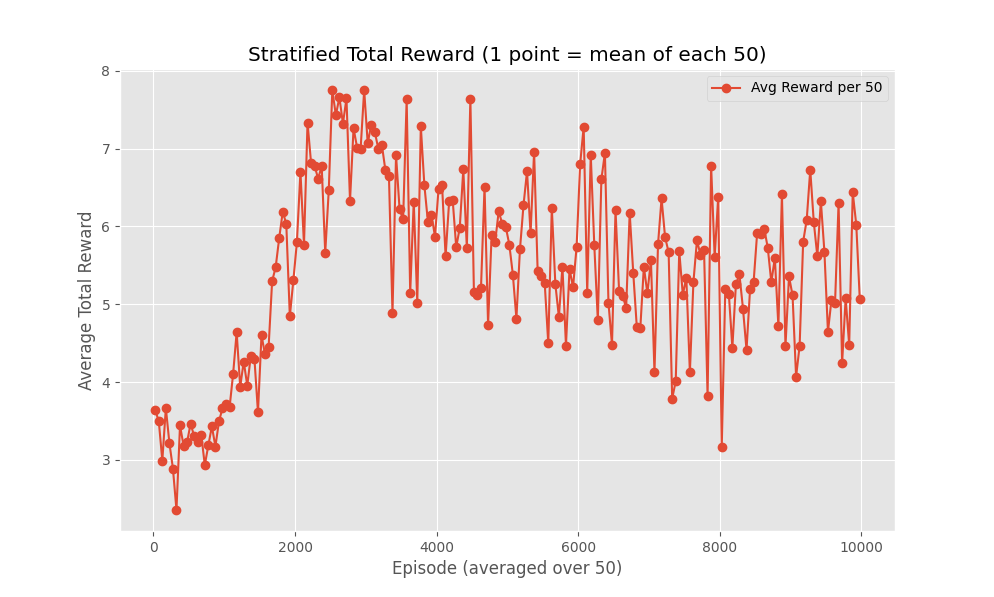 Stratified Total Reward (1 point = mean of each 50)
Avg Reward per 50
Average Total Reward
8
7
6
5
4
3
0 2000 4000 6000 8000 10000
Episode (averaged over 50)